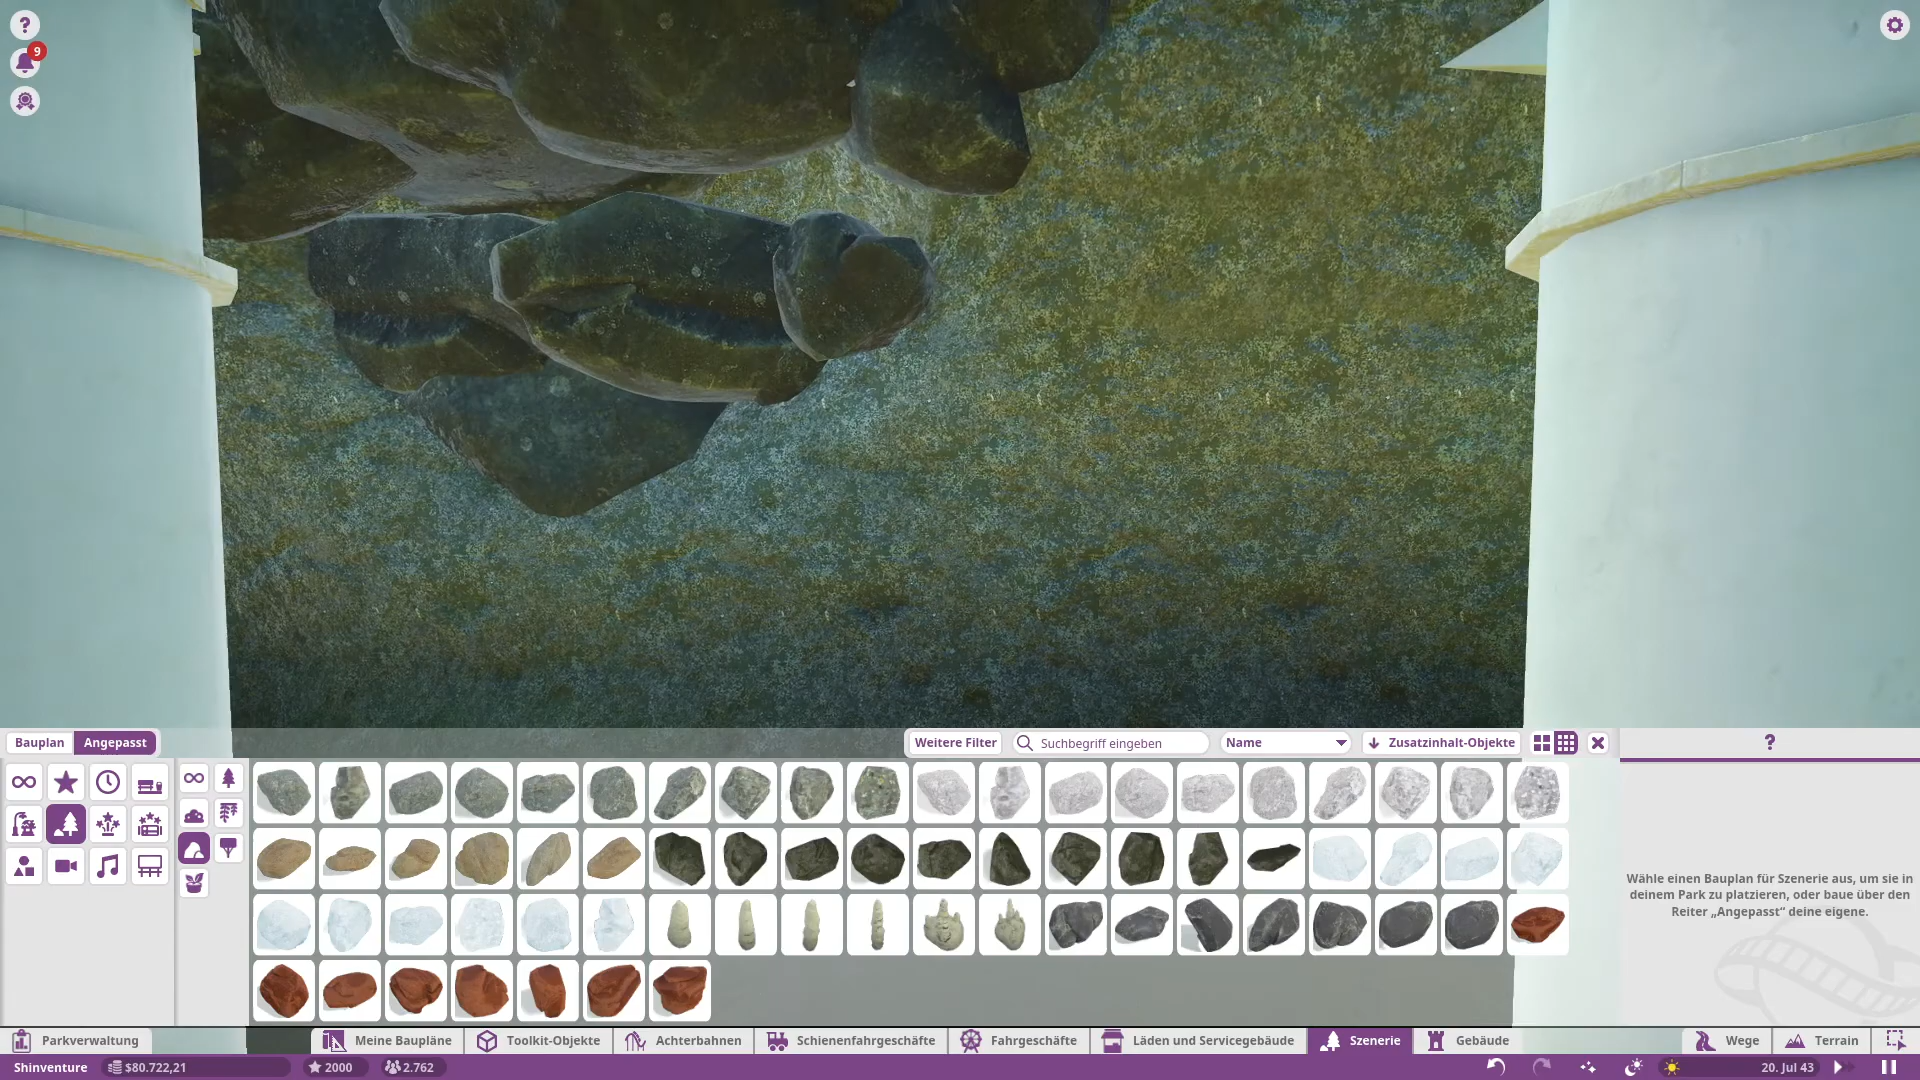 ?
9
Bauplan
Angepasst
Weitere Filter
Suchbegriff eingeben
Name
Zusatzinhalt-Objekte
?
Wähle einen Bauplan für Szenerie aus, um sie in
deinem Park zu platzieren, oder baue über den
Reiter „Angepasst“ deine eigene.
Parkverwaltung
Meine Baupläne
Toolkit-Objekte
Achterbahnen
Schienenfahrgeschäfte
Fahrgeschäfte
Läden und Servicegebäude
Szenerie
Gebäude
Wege
Terrain
Shinventure
$80.722,21
2000
2.762
20. Jul 43